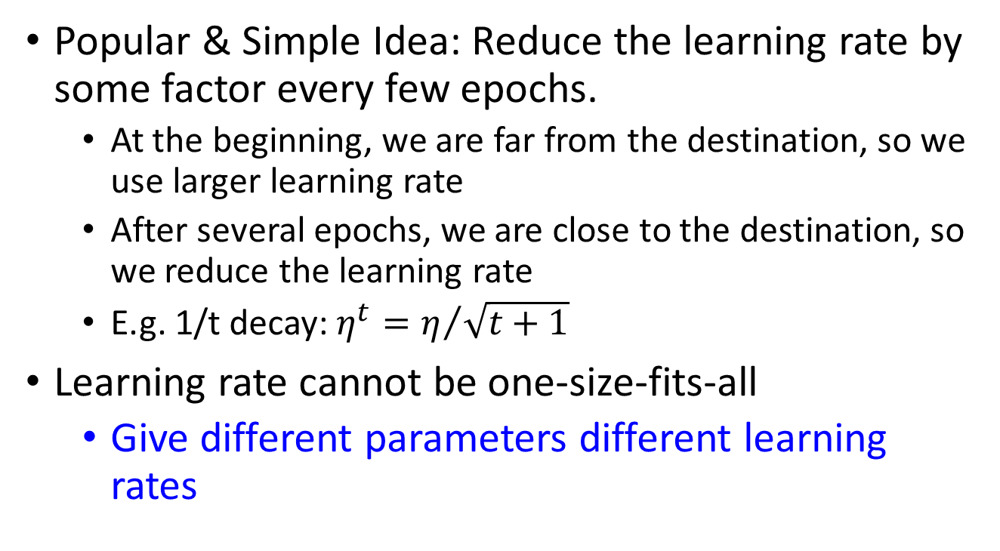 • Popular & Simple Idea: Reduce the learning rate by
some factor every few epochs.
• At the beginning, we are far from the destination, so we
use larger learning rate
• After several epochs, we are close to the destination, so
we reduce the learning rate
• E.g. 1/t decay: ηᵗ = η/√(t + 1)
• Learning rate cannot be one-size-fits-all
• Give different parameters different learning
rates